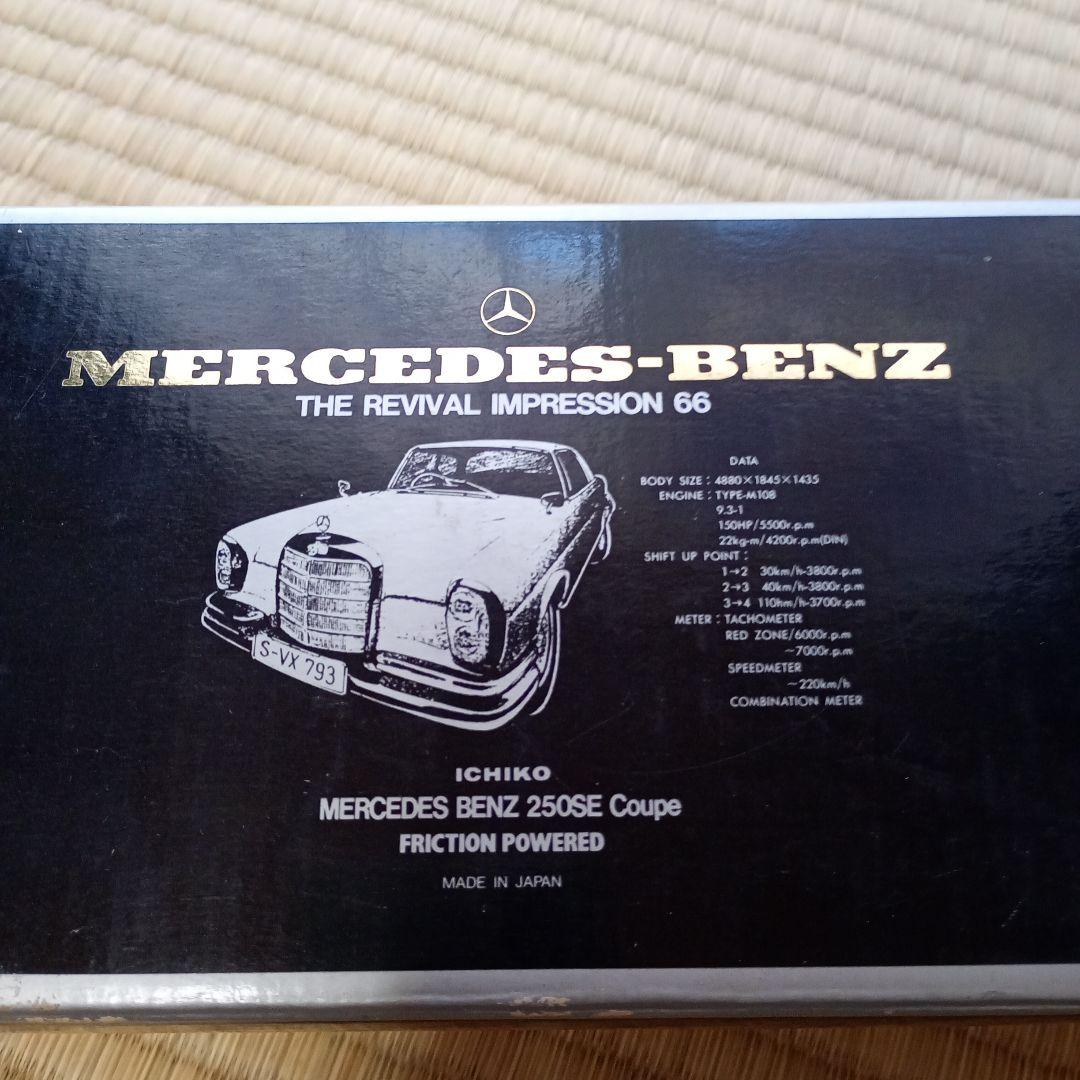 MERCEDES-BENZ
THE REVIVAL IMPRESSION 66
S-VX 793
DATA
BODY SIZE : 4880×1845×1435
ENGINE : TYPE-M108
9.3-1
150HP/5500r.p.m
22kg-m/4200r.p.m(DIN)
SHIFT UP POINT :
1→2 30km/h-3800r.p.m
2→3 40km/h-3800r.p.m
3→4 110hm/h-3700r.p.m
METER : TACHOMETER
RED ZONE/6000r.p.m
~7000r.p.m
SPEEDMETER
~220km/h
COMBINATION METER
ICHIKO
MERCEDES BENZ 250SE Coupe
FRICTION POWERED
MADE IN JAPAN